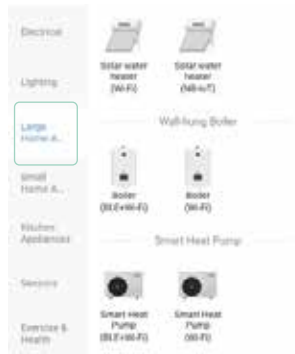 Electrical
Lighting
Large
Home A...
Small
Home A...
Kitchen
Appliances
Sensors
Exercise &
Health
Solar water
heater
(Wi-Fi)
Solar water
heater
(NB-IoT)
Wall-hung Boiler
Boiler
(BLE+Wi-Fi)
Boiler
(Wi-Fi)
Smart Heat Pump
Smart Heat
Pump
(BLE+Wi-Fi)
Smart Heat
Pump
(Wi-Fi)